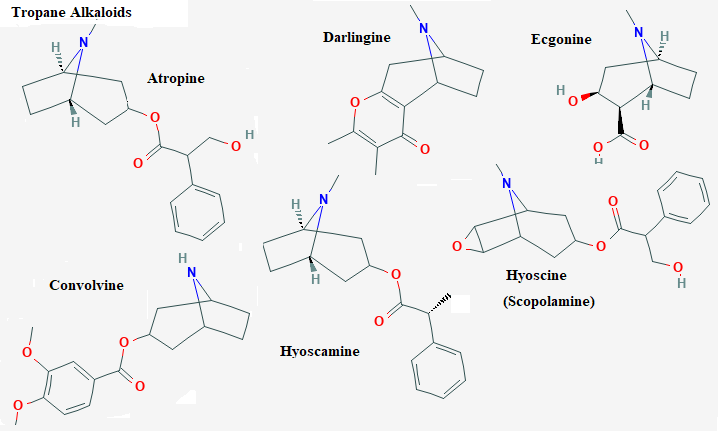 Tropane Alkaloids
Atropine
Darlingine
Ecgonine
Convolvine
Hyoscamine
Hyoscine
(Scopolamine)
H
N
H
O
O
O
H
N
O
O
N
H
H
H
O
O
O
H
H
N
O
O
O
O
H
N
H
O
O
N
O
O
O
O
H